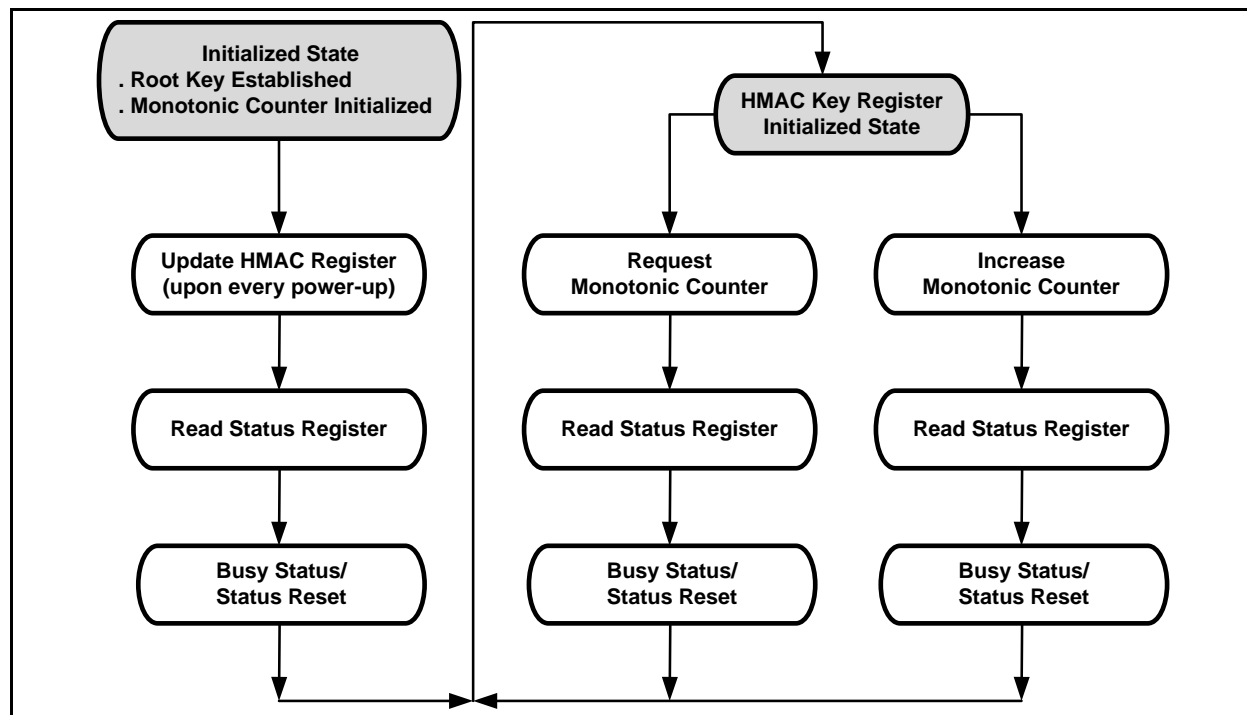 Initialized State
. Root Key Established
. Monotonic Counter Initialized
Update HMAC Register
(upon every power-up)
Read Status Register
Busy Status/
Status Reset
HMAC Key Register
Initialized State
Request
Monotonic Counter
Read Status Register
Busy Status/
Status Reset
Increase
Monotonic Counter
Read Status Register
Busy Status/
Status Reset